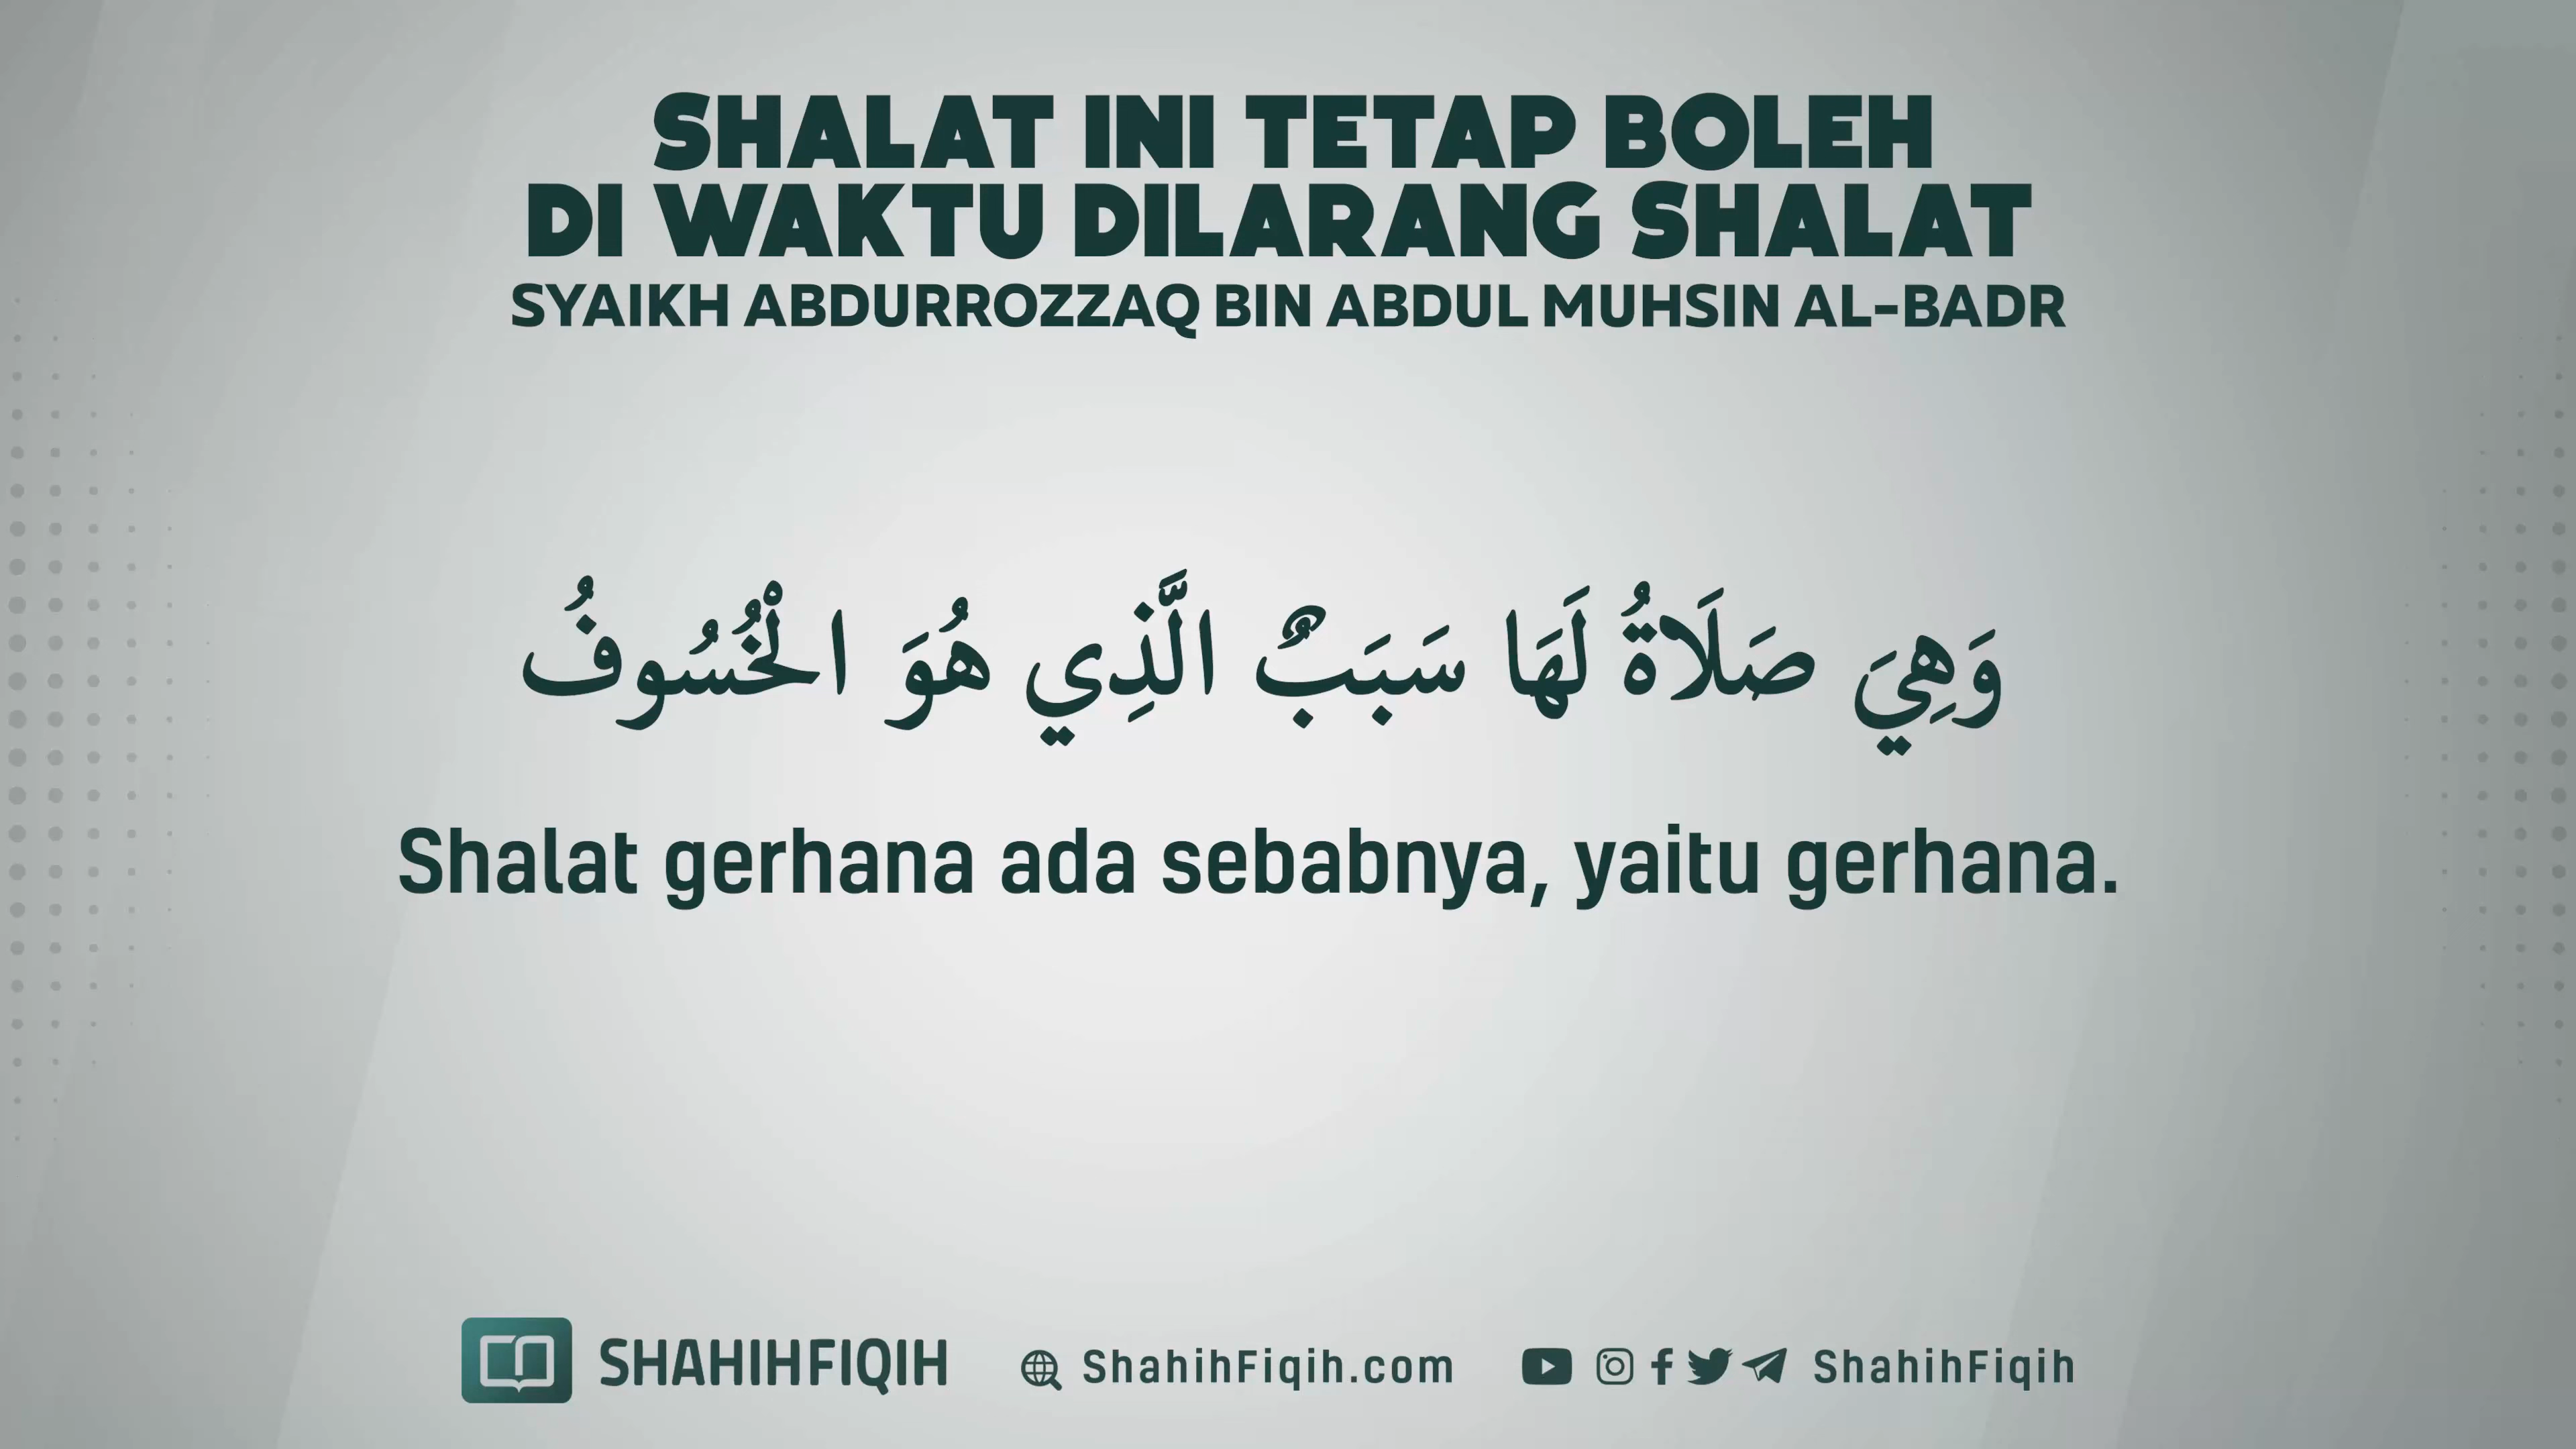 SHALAT INI TETAP BOLEH
DI WAKTU DILARANG SHALAT
SYAIKH ABDURROZZAQ BIN ABDUL MUHSIN AL-BADR
وَهِيَ صَلَاةٌ لَهَا سَبَبٌ الَّذِي هُوَ الْخُسُوفُ
Shalat gerhana ada sebabnya, yaitu gerhana.
SHAHIHFIQIH ShahihFiqih.com ShahihFiqih